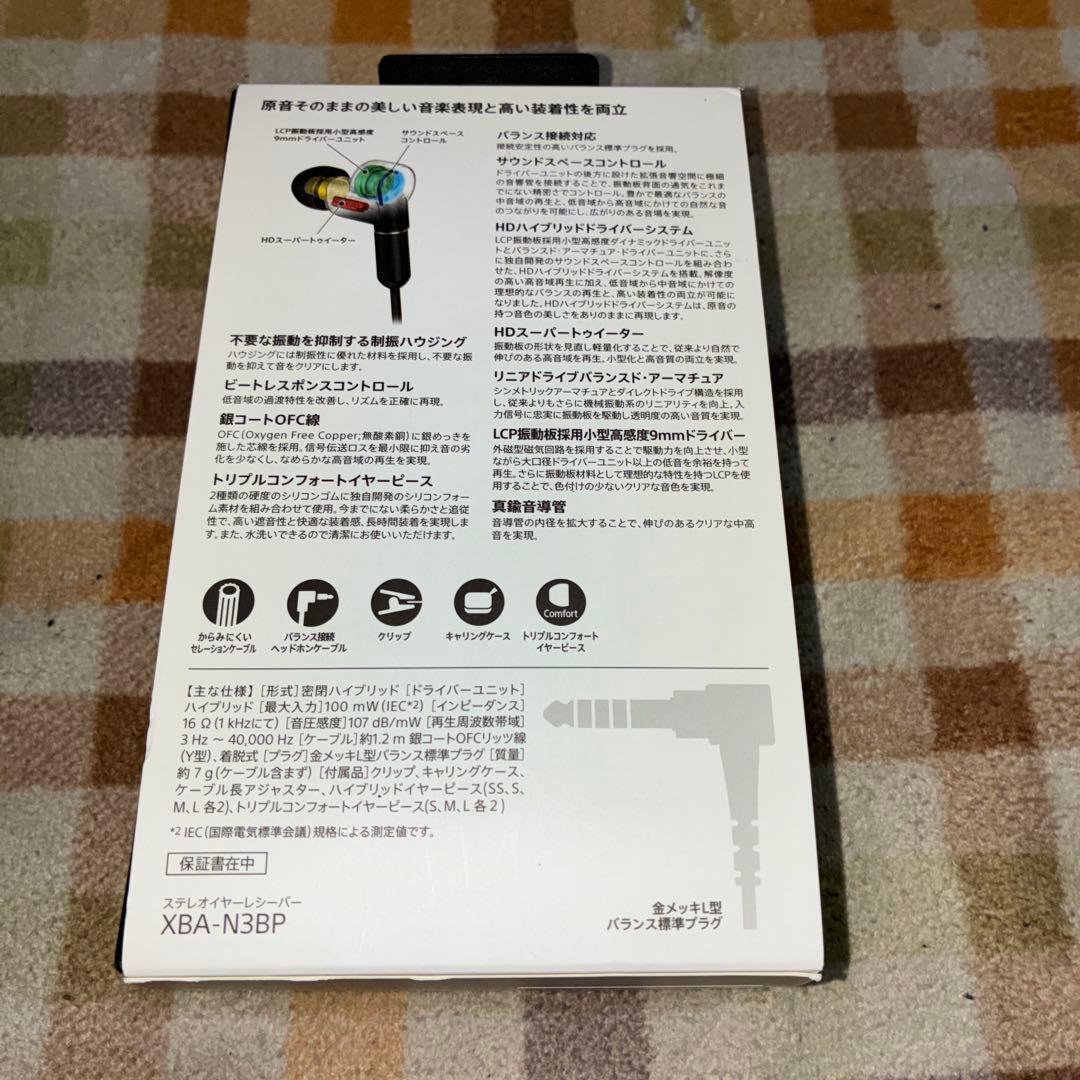 原音そのままの美しい音楽表現と高い装着性を両立
LCP振動板採用小型高感度
9mmドライバーユニット
サウンドスペース
コントロール
HDスーパートゥイーター
不要な振動を抑制する制振ハウジング
ハウジングには制振性に優れた材料を採用し、不要な振
動を抑えて音をクリアにします。
ビートレスポンスコントロール
低音域の過渡特性を改善し、リズムを正確に再現。
銀コートOFC線
OFC(Oxygen Free Copper;無酸素銅)に銀めっきを
施した芯線を採用。信号伝送ロスを最小限に抑え音の劣
化を少なくし、なめらかな高音域の再生を実現。
トリプルコンフォートイヤーピース
2種類の硬度のシリコンゴムに独自開発のシリコンフォー
ム素材を組み合わせて使用。今までにない柔らかさと追従
性で、高い遮音性と快適な装着感、長時間装着を実現しま
す。また、水洗いできるので清潔にお使いいただけます。
バランス接続対応
接続安定性の高いバランス標準プラグを採用。
サウンドスペースコントロール
ドライバーユニットの後方に設けた拡張音響空間に極細
の音響管を接続することで、振動板背面の通気をこれま
でにない精密さでコントロール。豊かで最適なバランスの
中音域の再生と、低音域から高音域にかけての自然な音
のつながりを可能にし、広がりのある音場を実現。
HDハイブリッドドライバーシステム
LCP振動板採用小型高感度ダイナミックドライバーユニッ
トとバランスド・アーマチュア・ドライバーユニットに、さら
に独自開発のサウンドスペースコントロールを組み合わ
せた、HDハイブリッドドライバーシステムを搭載。解像度
の高い高音域再生に加え、低音域から中音域にかけての
理想的なバランスの再生と、高い装着性の両立が可能に
なりました。HDハイブリッドドライバーシステムは、原音の
持つ音色の美しさをありのままに再現します。
HDスーパートゥイーター
振動板の形状を見直し軽量化することで、従来より自然で
伸びのある高音域を再生。小型化と高音質の両立を実現。
リニアドライブバランスド・アーマチュア
シンメトリックアーマチュアとダイレクトドライブ構造を採用
し、従来よりもさらに機械振動系のリニアリティを向上。入
力信号に忠実に振動板を駆動し透明度の高い音質を実現。
LCP振動板採用小型高感度9mmドライバー
外磁型磁気回路を採用することで駆動力を向上させ、小型
ながら大口径ドライバーユニット以上の低音を余裕を持って
再生。さらに振動板材料として理想的な特性を持つLCPを使
用することで、色付けの少ないクリアな音色を実現。
真鍮音導管
音導管の内径を拡大することで、伸びのあるクリアな中高
音を実現。
からみにくい
セレーションケーブル
バランス接続
ヘッドホンケーブル
クリップ
キャリングケース
Comfort
トリプルコンフォート
イヤーピース
【主な仕様】[形式]密閉ハイブリッド [ドライバーユニット]
ハイブリッド [最大入力]100 mW(IEC*2) [インピーダンス]
16 Ω(1 kHzにて) [音圧感度]107 dB/mW [再生周波数帯域]
3 Hz ～ 40,000 Hz [ケーブル]約1.2 m 銀コートOFCリッツ線
(Y型)、着脱式 [プラグ]金メッキL型バランス標準プラグ [質量]
約 7 g(ケーブル含まず) [付属品]クリップ、キャリングケース、
ケーブル長アジャスター、ハイブリッドイヤーピース(SS、S、
M、L 各2)、トリプルコンフォートイヤーピース(S、M、L 各 2 )
*2 IEC(国際電気標準会議)規格による測定値です。
保証書在中
ステレオイヤーレシーバー
XBA-N3BP
金メッキL型
バランス標準プラグ